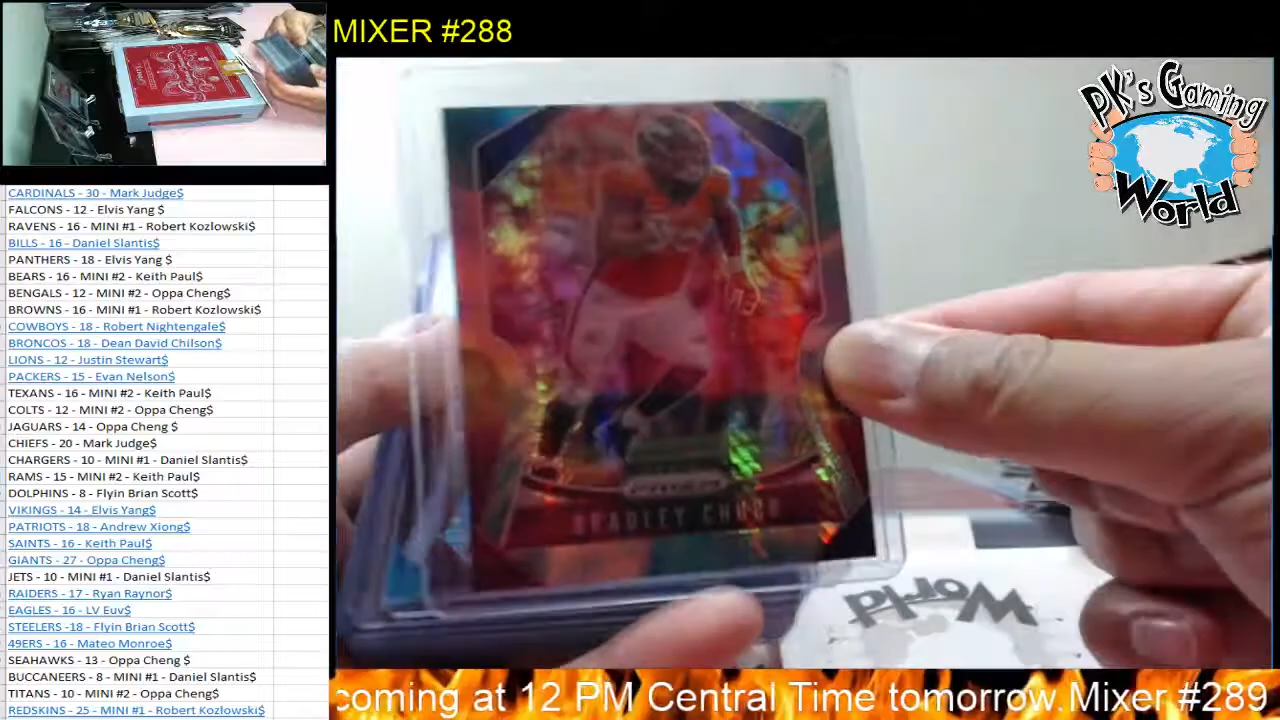 MIXER #288
PK's Gaming
World
CARDINALS - 30 - Mark Judge$
FALCONS - 12 - Elvis Yang $
RAVENS - 16 - MINI #1 - Robert Kozlowski$
BILLS - 16 - Daniel Slantis$
PANTHERS - 18 - Elvis Yang $
BEARS - 16 - MINI #2 - Keith Paul$
BENGALS - 12 - MINI #2 - Oppa Cheng$
BROWNS - 16 - MINI #1 - Robert Kozlowski$
COWBOYS - 18 - Robert Nightengale$
BRONCOS - 18 - Dean David Chilson$
LIONS - 12 - Justin Stewart$
PACKERS - 15 - Evan Nelson$
TEXANS - 16 - MINI #2 - Keith Paul$
COLTS - 12 - MINI #2 - Oppa Cheng$
JAGUARS - 14 - Oppa Cheng $
CHIEFS - 20 - Mark Judge$
CHARGERS - 10 - MINI #1 - Daniel Slantis$
RAMS - 15 - MINI #2 - Keith Paul$
DOLPHINS - 8 - Flyin Brian Scott$
VIKINGS - 14 - Elvis Yang$
PATRIOTS - 18 - Andrew Xiong$
SAINTS - 16 - Keith Paul$
GIANTS - 27 - Oppa Cheng$
JETS - 10 - MINI #1 - Daniel Slantis$
RAIDERS - 17 - Ryan Raynor$
EAGLES - 16 - LV Euv$
STEELERS -18 - Flyin Brian Scott$
49ERS - 16 - Mateo Monroe$
SEAHAWKS - 13 - Oppa Cheng $
BUCCANEERS - 8 - MINI #1 - Daniel Slantis$
TITANS - 10 - MINI #2 - Oppa Cheng$
REDSKINS - 25 - MINI #1 - Robert Kozlowski$
PRIZM
BRADLEY CHUBB
World
coming at 12 PM Central Time tomorrow.Mixer #289